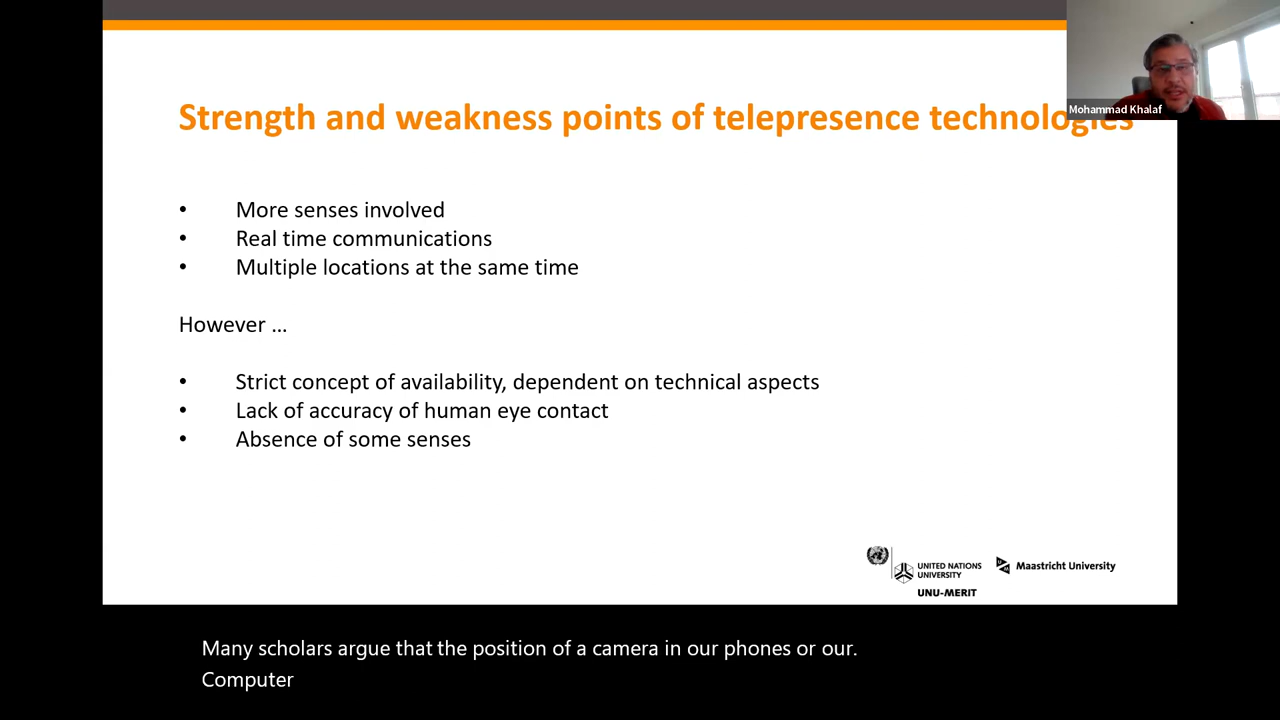 Mohammad Khalaf
Strength and weakness points of telepresence technologies
• More senses involved
• Real time communications
• Multiple locations at the same time
However ...
• Strict concept of availability, dependent on technical aspects
• Lack of accuracy of human eye contact
• Absence of some senses
UNITED NATIONS
UNIVERSITY
UNU-MERIT
Maastricht University
Many scholars argue that the position of a camera in our phones or our.
Computer